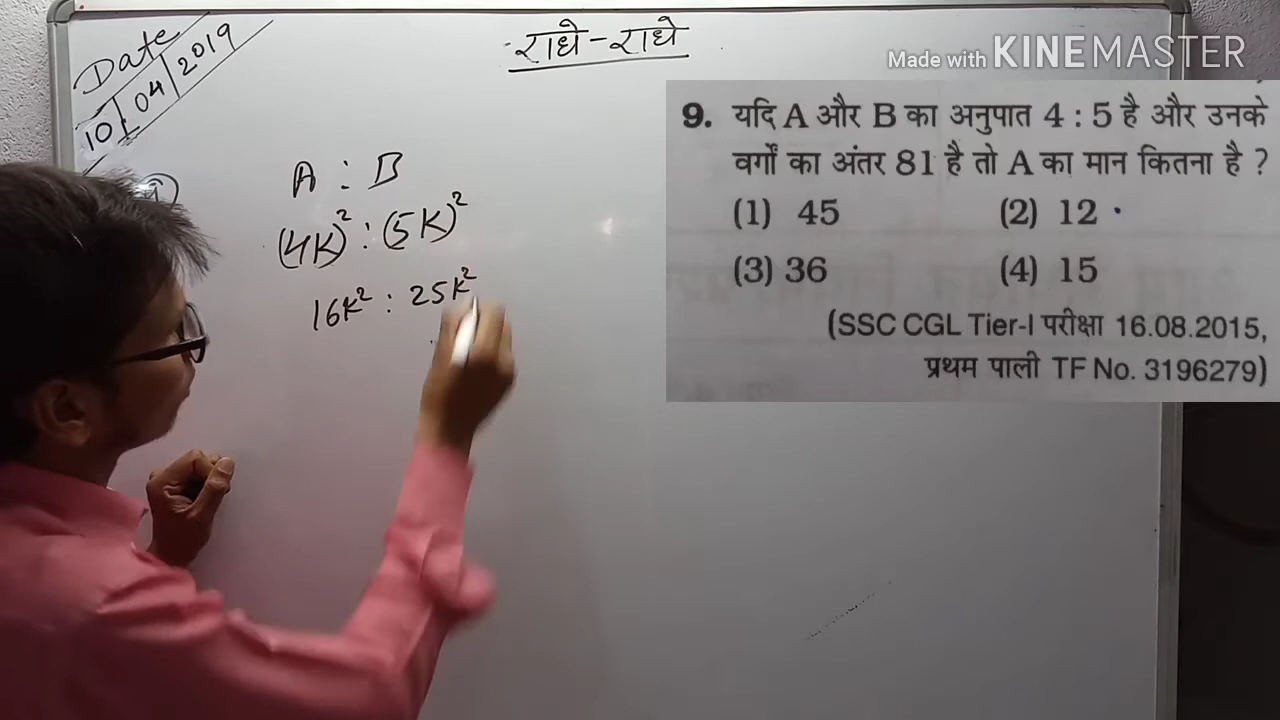 Date
10/04/2019
राधे-राधे
Made with KINEMASTER
A : B
(4K)² : (5K)²
16K² : 25K²
9. यदि A और B का अनुपात 4 : 5 है और उनके
वर्गों का अंतर 81 है तो A का मान कितना है ?
(1) 45 (2) 12
(3) 36 (4) 15
(SSC CGL Tier-I परीक्षा 16.08.2015,
प्रथम पाली TF No. 3196279)